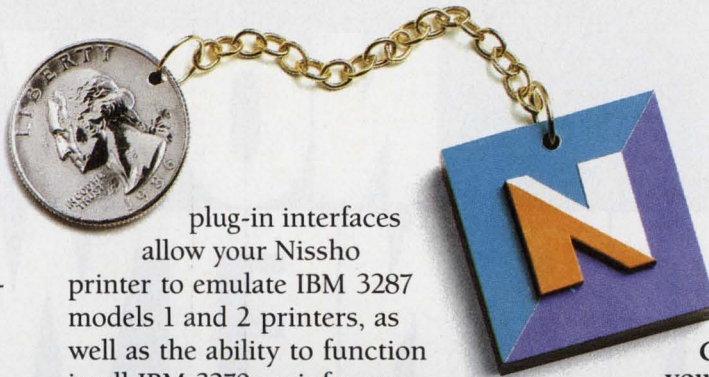 LIBERTY
1986
N
plug-in interfaces
allow your Nissho
printer to emulate IBM 3287
models 1 and 2 printers, as
well as the ability to function